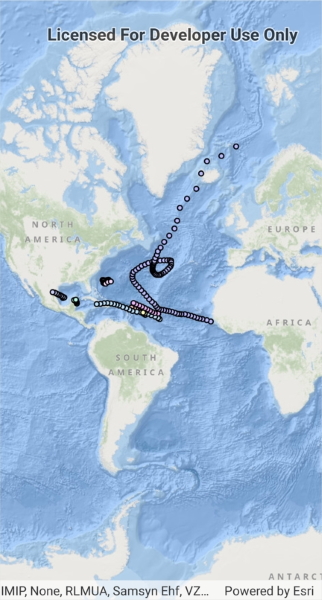 Licensed For Developer Use Only
NORTH
AMERICA
EUROPE
AFRICA
SOUTH
AMERICA
ANTARCT
IMIP, None, RLMUA, Samsyn Ehf, VZ... Powered by Esri